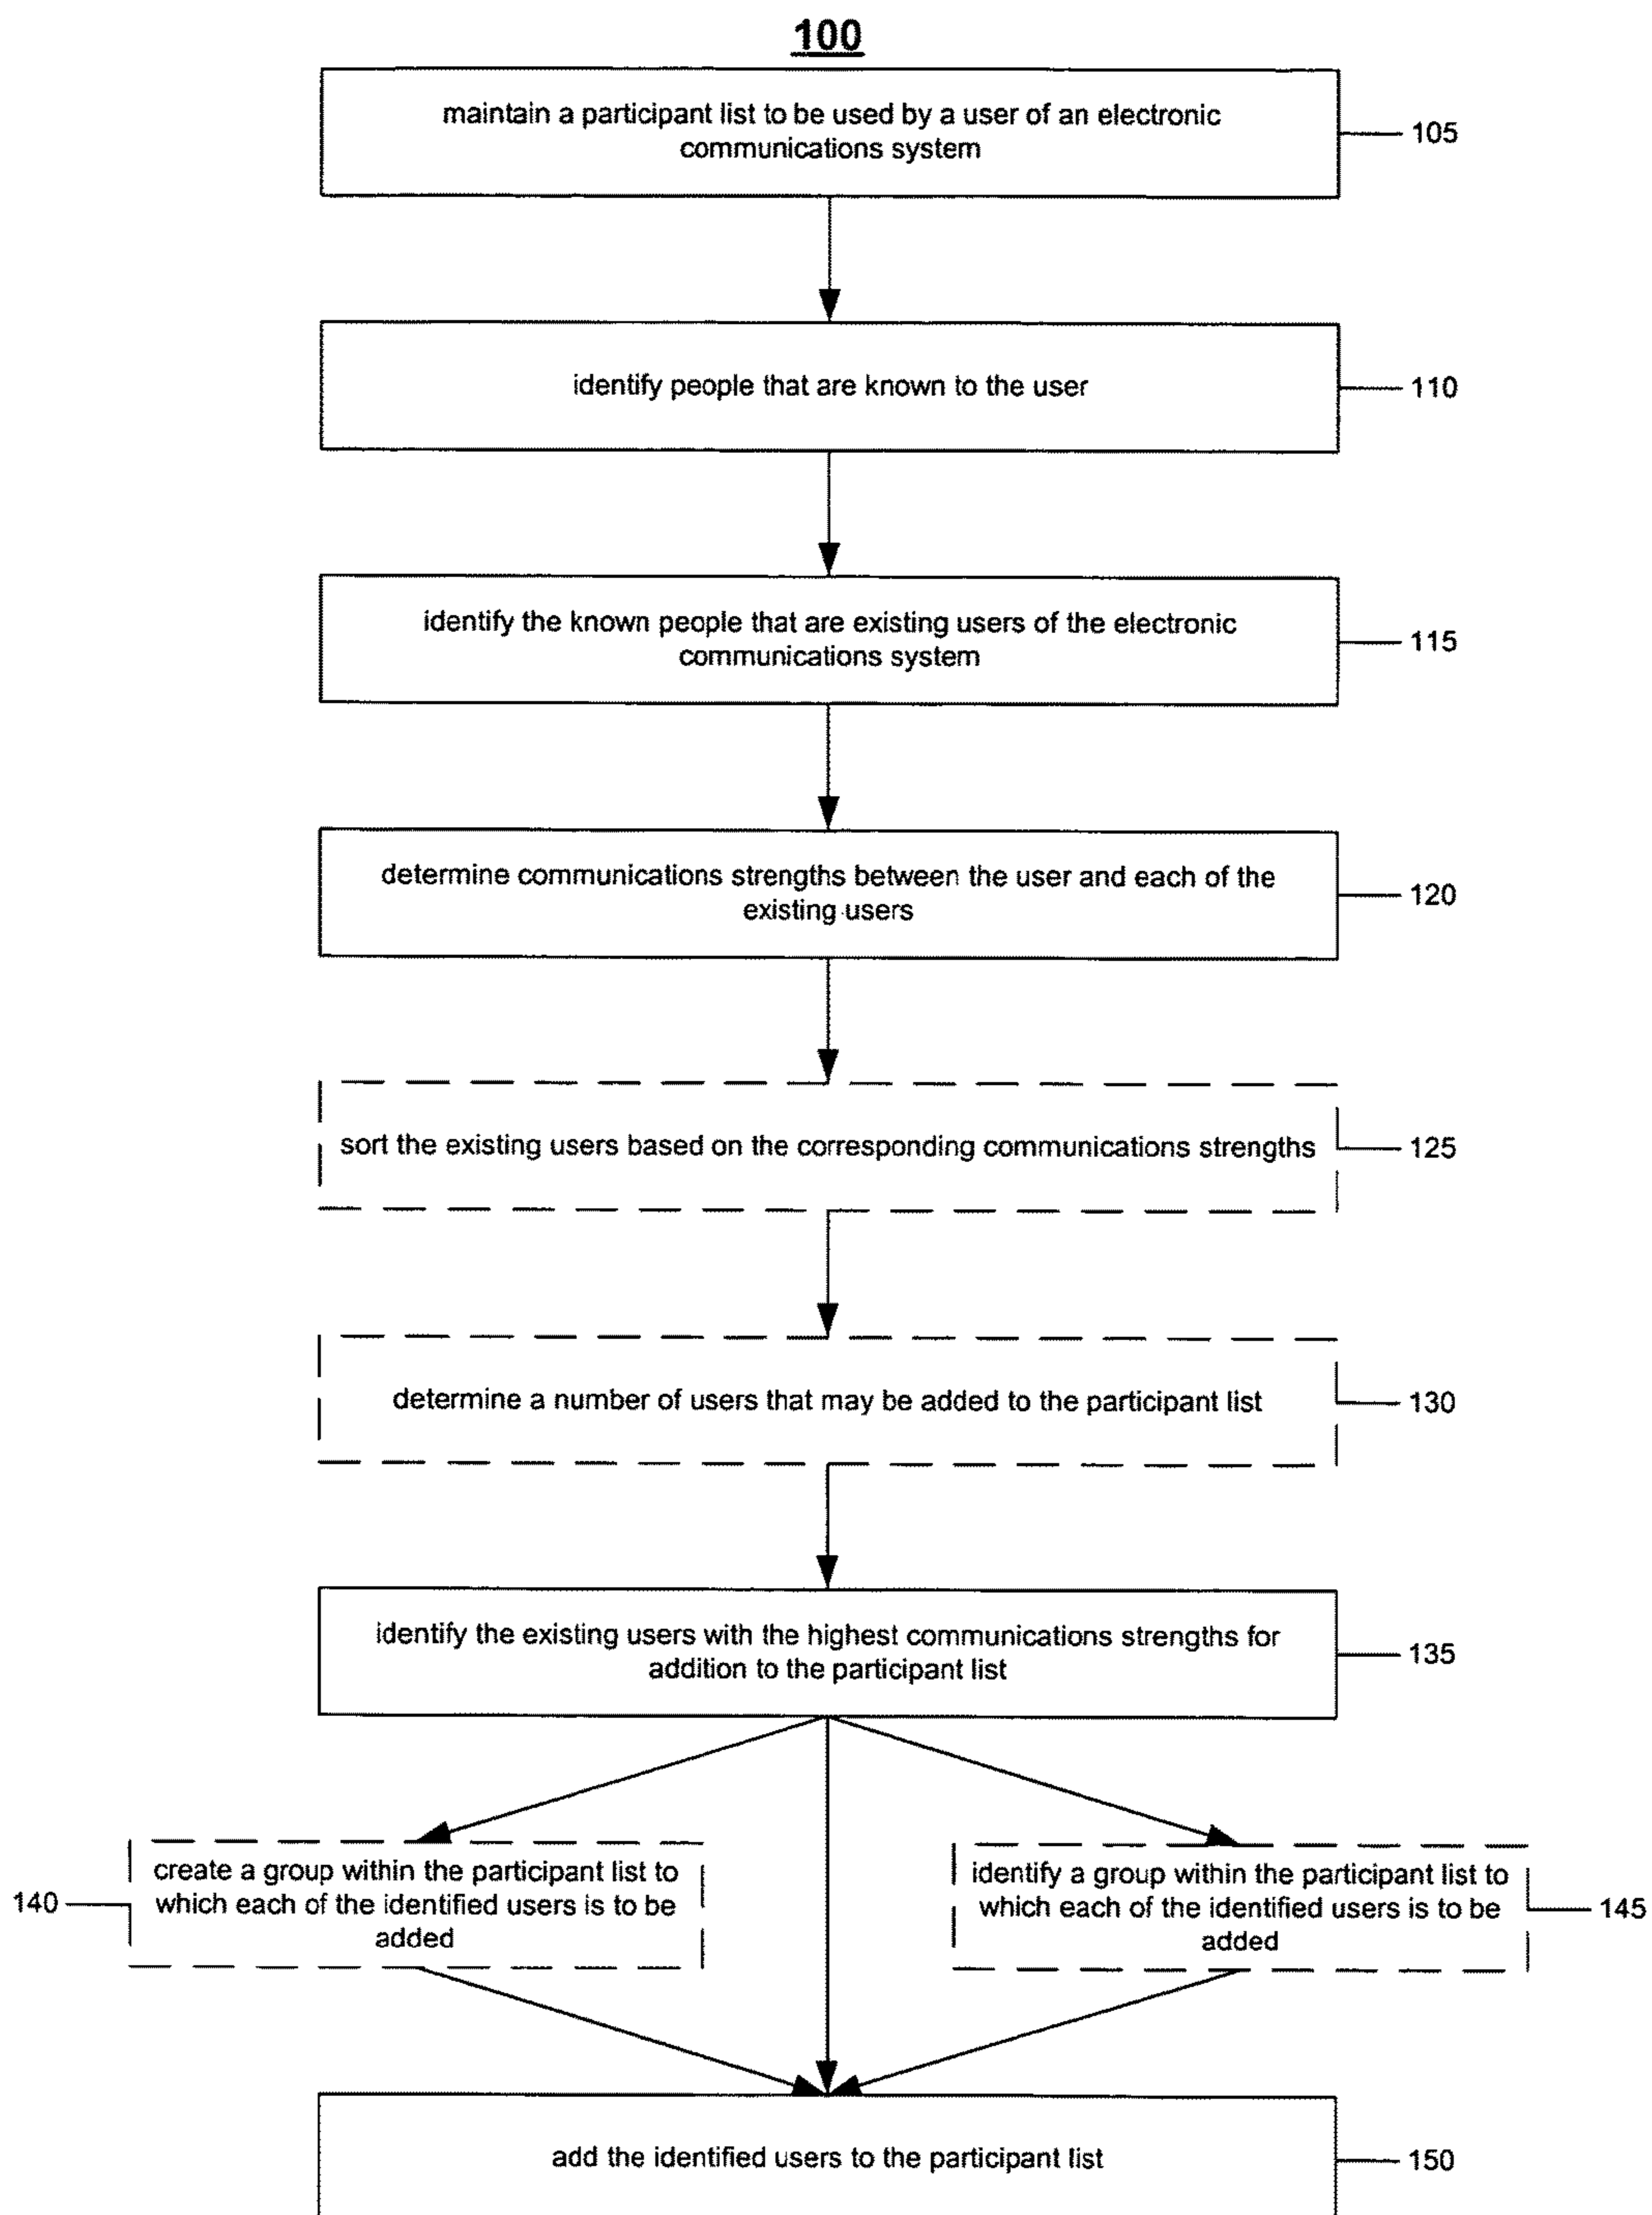 100
maintain a participant list to be used by a user of an electronic
communications system
105
identify people that are known to the user
110
identify the known people that are existing users of the electronic
communications system
115
determine communications strengths between the user and each of the
existing users
120
sort the existing users based on the corresponding communications strengths
125
determine a number of users that may be added to the participant list
130
identify the existing users with the highest communications strengths for
addition to the participant list
135
create a group within the participant list to
which each of the identified users is to be
added
140
identify a group within the participant list to
which each of the identified users is to be
added
145
add the identified users to the participant list
150